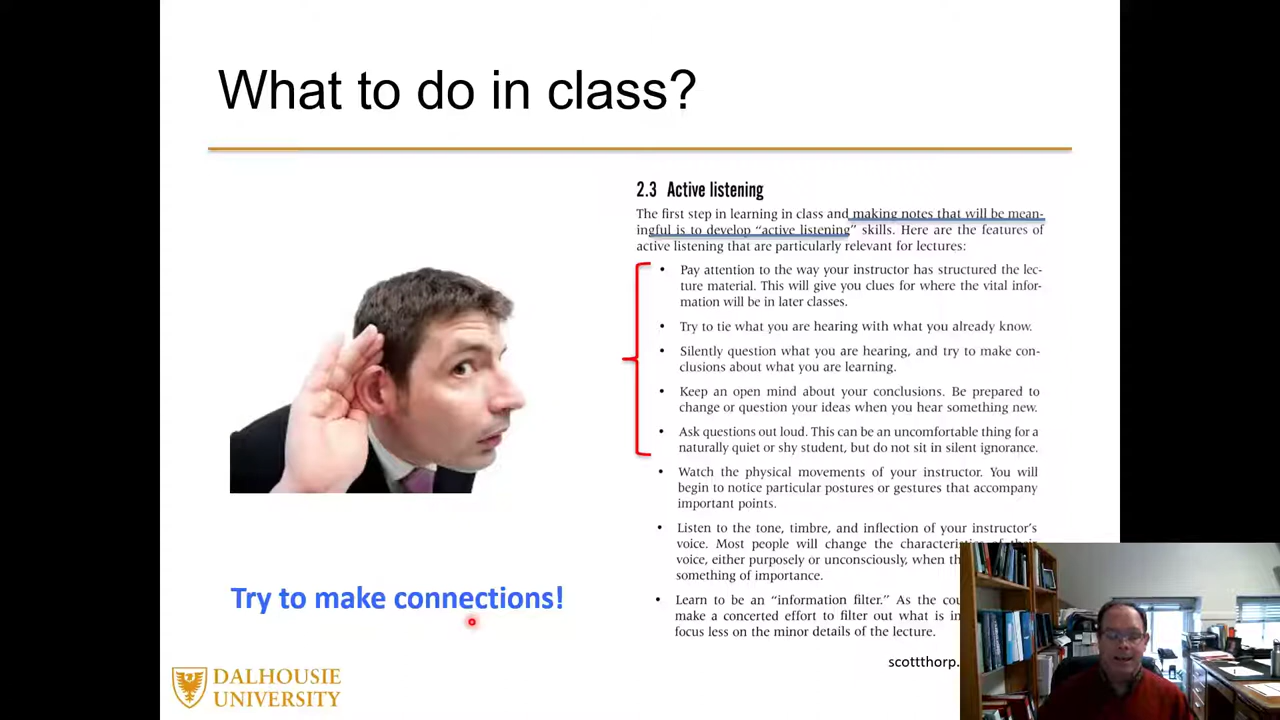 What to do in class?
2.3 Active listening
The first step in learning in class and making notes that will be mean-
ingful is to develop “active listening” skills. Here are the features of
active listening that are particularly relevant for lectures:
• Pay attention to the way your instructor has structured the lec-
ture material. This will give you clues for where the vital infor-
mation will be in later classes.
• Try to tie what you are hearing with what you already know.
• Silently question what you are hearing, and try to make con-
clusions about what you are learning.
• Keep an open mind about your conclusions. Be prepared to
change or question your ideas when you hear something new.
• Ask questions out loud. This can be an uncomfortable thing for a
naturally quiet or shy student, but do not sit in silent ignorance.
• Watch the physical movements of your instructor. You will
begin to notice particular postures or gestures that accompany
important points.
• Listen to the tone, timbre, and inflection of your instructor’s
voice. Most people will change the
voice, either purposely or unconsciously, when
something of importance.
• Learn to be an “information filter.” As the
make a concerted effort to filter out what is
focus less on the minor details of the lecture.
Try to make connections!
scottthorp.
DALHOUSIE
UNIVERSITY